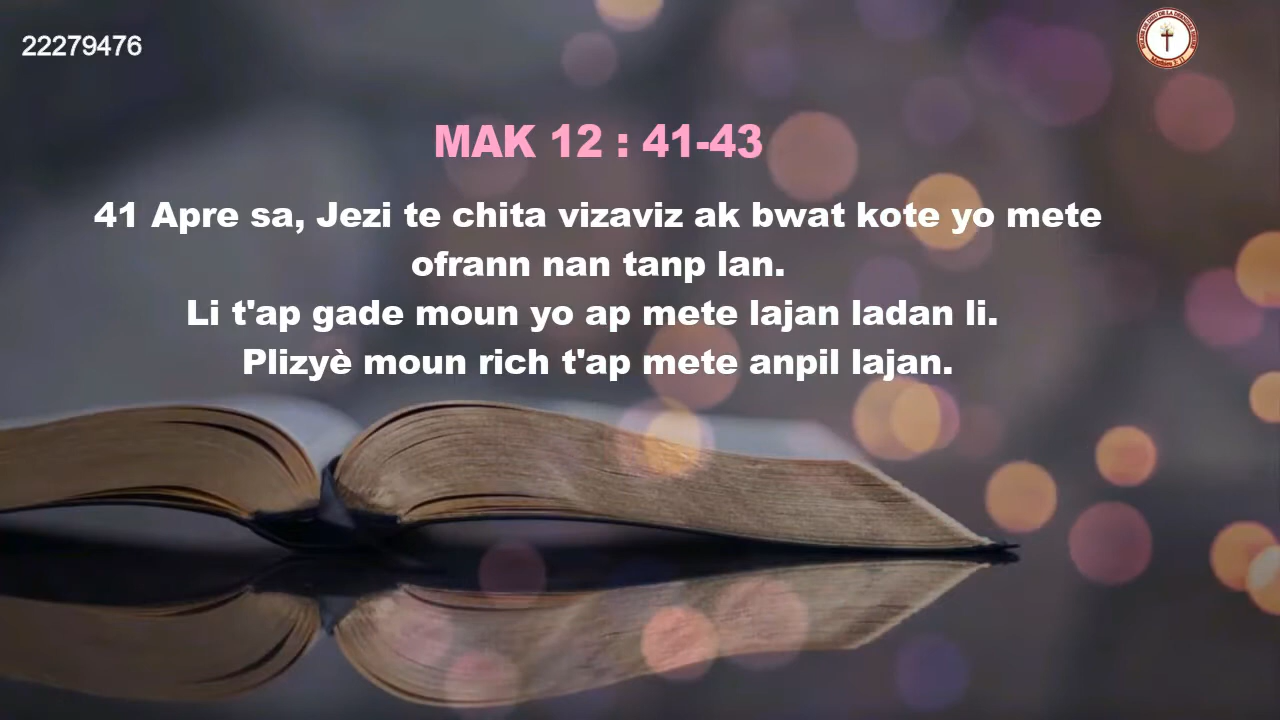 22279476
MAK 12 : 41-43
41 Apre sa, Jezi te chita vizaviz ak bwat kote yo mete
ofrann nan tanp lan.
Li t'ap gade moun yo ap mete lajan ladan li.
Plizyè moun rich t'ap mete anpil lajan.